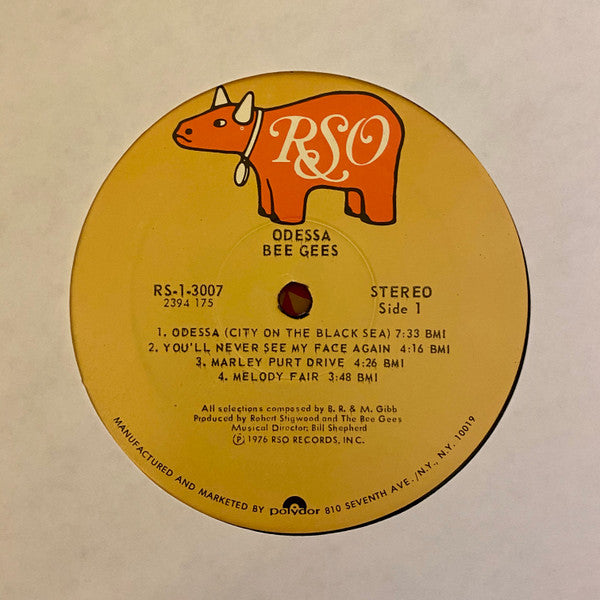 RSO
ODESSA
BEE GEES
RS-1-3007
2394 175
STEREO
Side 1
1. ODESSA (CITY ON THE BLACK SEA) 7:33 BMI
2. YOU'LL NEVER SEE MY FACE AGAIN 4:16 BMI
3. MARLEY PURT DRIVE 4:26 BMI
4. MELODY FAIR 3:48 BMI
All selections composed by B. R. & M. Gibb
Produced by Robert Stigwood and The Bee Gees
Musical Director: Bill Shepherd
℗ 1976 RSO RECORDS, INC.
MANUFACTURED AND MARKETED BY polydor 810 SEVENTH AVE./N.Y., N.Y. 10019